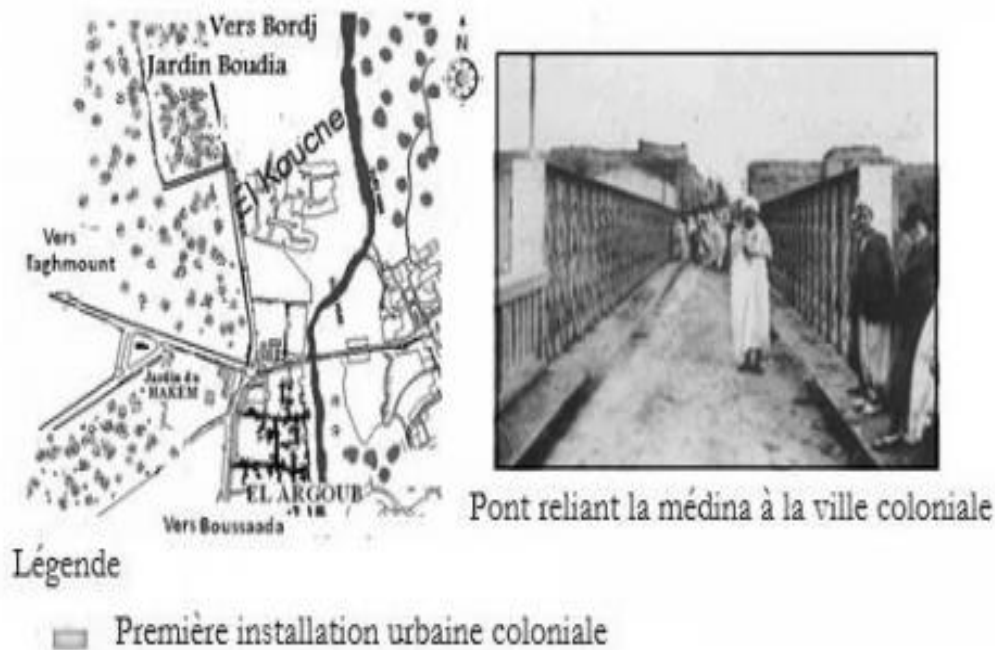 Vers Bordj
Jardin Boudia
N
El Kouche
Vers
Taghmount
Jardin du
HAKEM
EL ARGOUB
Vers Boussaada
Pont reliant la médina à la ville coloniale
Légende
Première installation urbaine coloniale